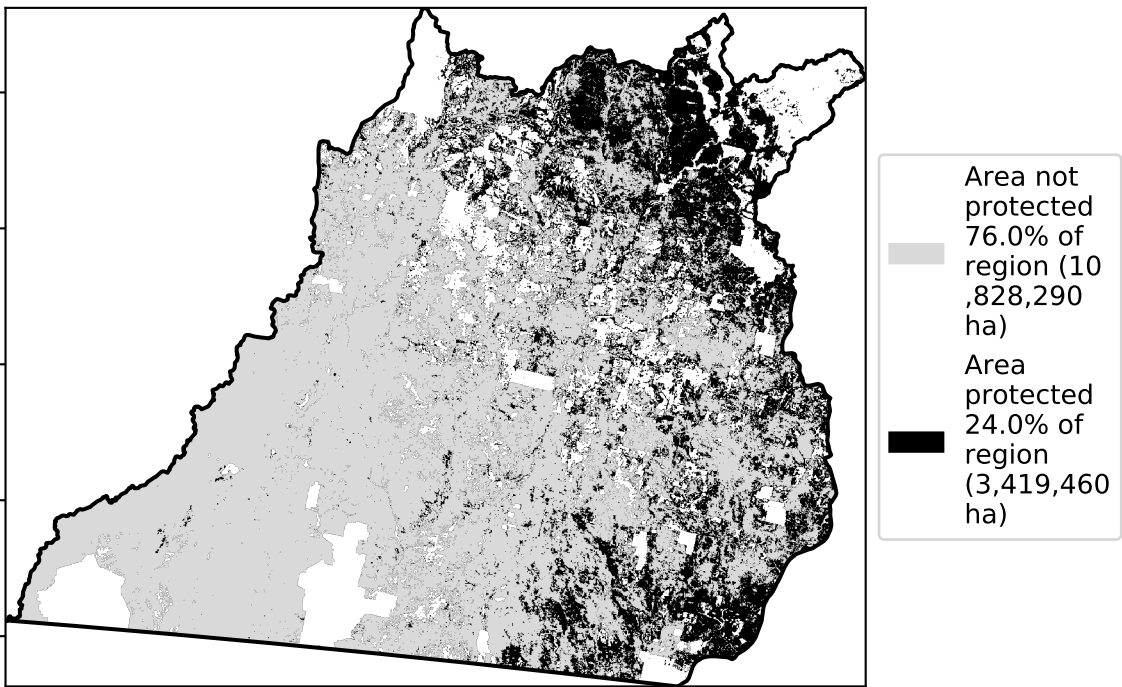 Area not
protected
76.0% of
region (10
,828,290
ha)
Area
protected
24.0% of
region
(3,419,460
ha)